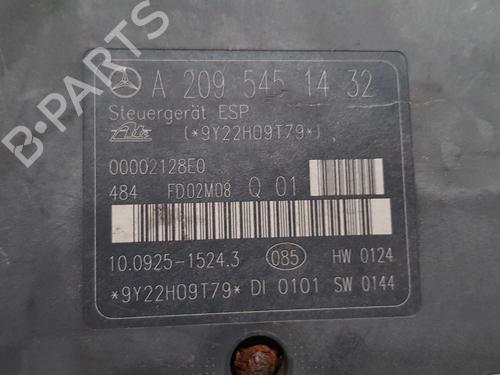 A 209 545 14 32
Steuergerät ESP
Ate (*9Y22H09T79*)
00002128E0
484 FD02M08 Q 01
10.0925-1524.3 085 HW 0124
*9Y22H09T79* DI 0101 SW 0144
B-PARTS